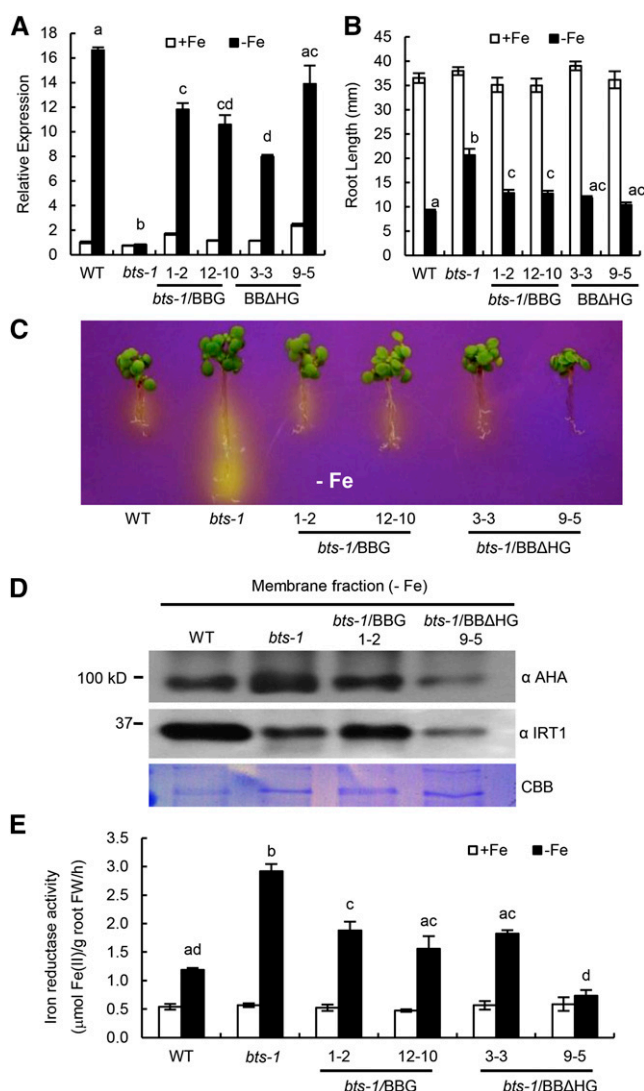 A
+Fe -Fe
Relative Expression
18
16
14
12
10
8
6
4
2
0
a
b
c
cd
d
ac
WT bts-1 1-2 12-10 3-3 9-5
bts-1/BBG BBΔHG
B
+Fe -Fe
Root Length (mm)
45
40
35
30
25
20
15
10
5
0
a
b
c
c
ac
ac
WT bts-1 1-2 12-10 3-3 9-5
bts-1/BBG BBΔHG
C
- Fe
WT bts-1 1-2 12-10 3-3 9-5
bts-1/BBG bts-1/BBΔHG
D
Membrane fraction (- Fe)
bts-1/BBG bts-1/BBΔHG
WT bts-1 1-2 9-5
100 kD
α AHA
37
α IRT1
CBB
E
+Fe -Fe
Iron reductase activity
(μmol Fe(II)/g root FW/h)
3.5
3.0
2.5
2.0
1.5
1.0
0.5
0.0
ad
b
c
ac
ac
d
WT bts-1 1-2 12-10 3-3 9-5
bts-1/BBG bts-1/BBΔHG